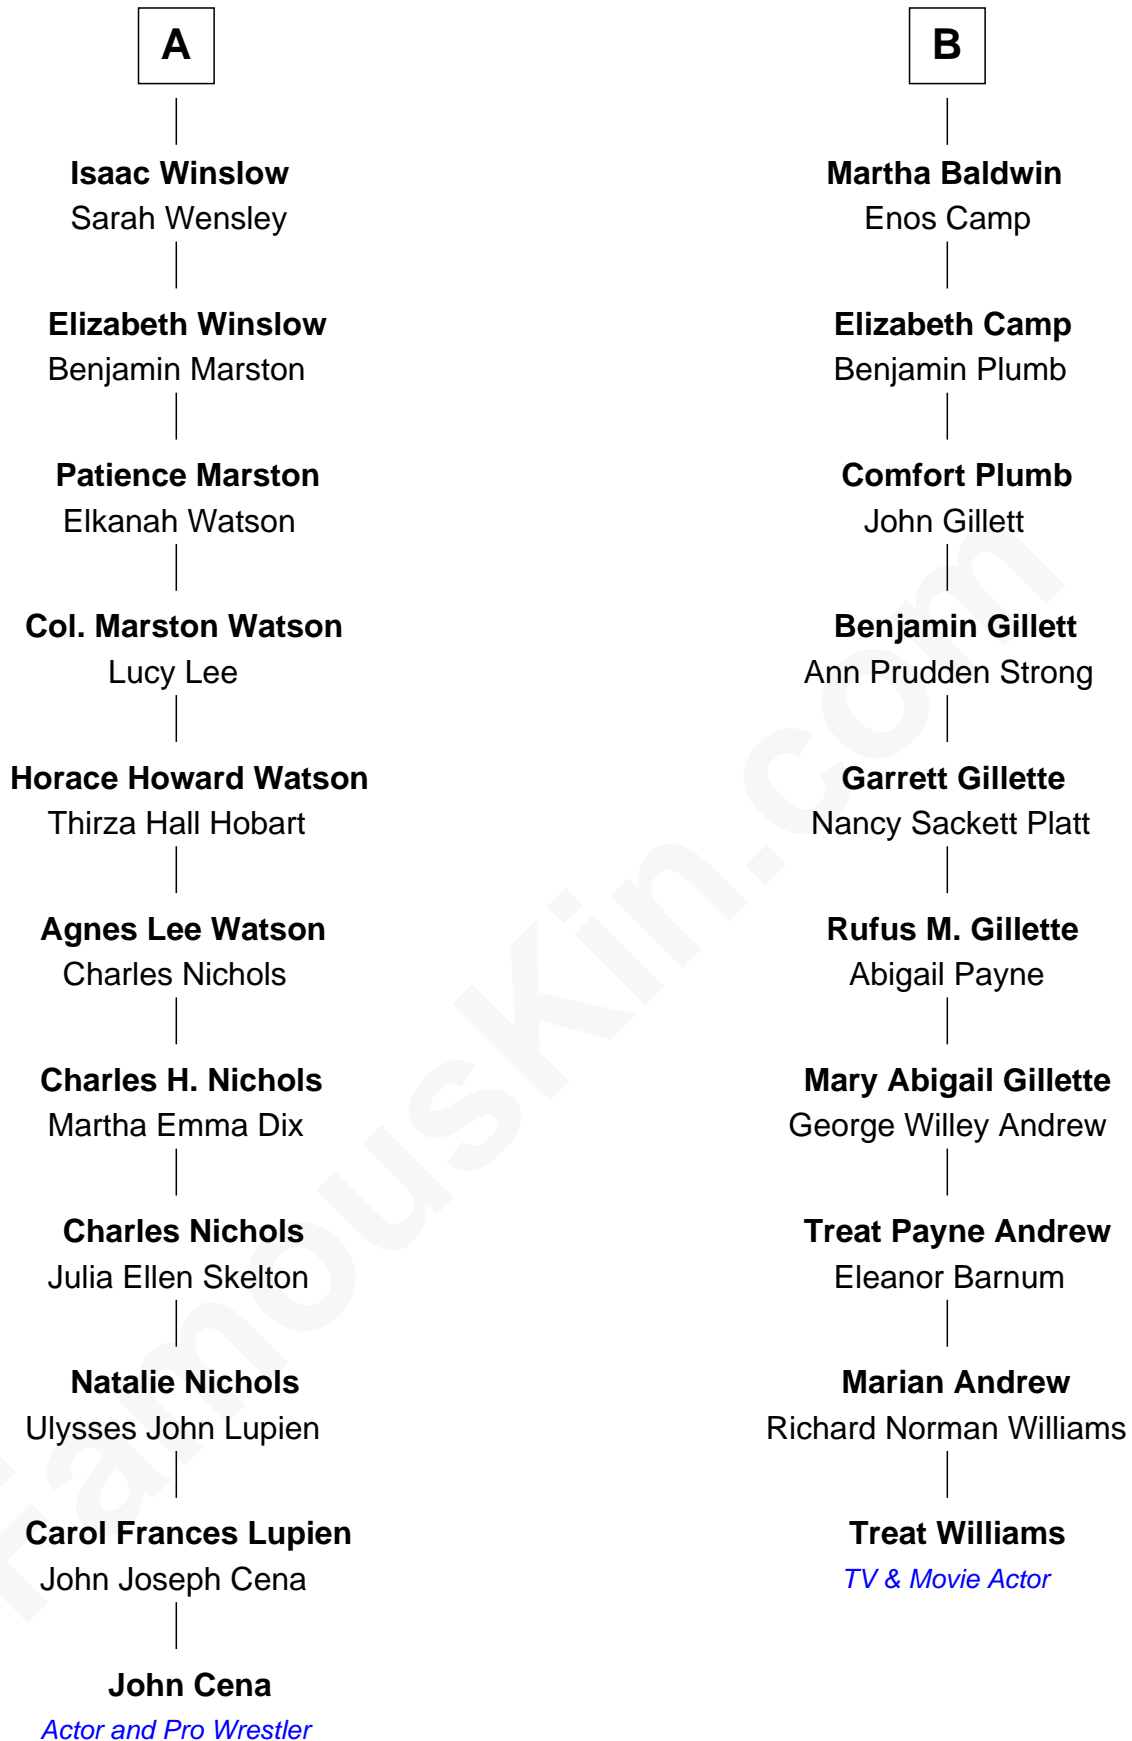 A
Isaac Winslow
Sarah Wensley
Elizabeth Winslow
Benjamin Marston
Patience Marston
Elkanah Watson
Col. Marston Watson
Lucy Lee
Horace Howard Watson
Thirza Hall Hobart
Agnes Lee Watson
Charles Nichols
Charles H. Nichols
Martha Emma Dix
Charles Nichols
Julia Ellen Skelton
Natalie Nichols
Ulysses John Lupien
Carol Frances Lupien
John Joseph Cena
John Cena
Actor and Pro Wrestler
B
Martha Baldwin
Enos Camp
Elizabeth Camp
Benjamin Plumb
Comfort Plumb
John Gillett
Benjamin Gillett
Ann Prudden Strong
Garrett Gillette
Nancy Sackett Platt
Rufus M. Gillette
Abigail Payne
Mary Abigail Gillette
George Willey Andrew
Treat Payne Andrew
Eleanor Barnum
Marian Andrew
Richard Norman Williams
Treat Williams
TV & Movie Actor
FamousKin.com